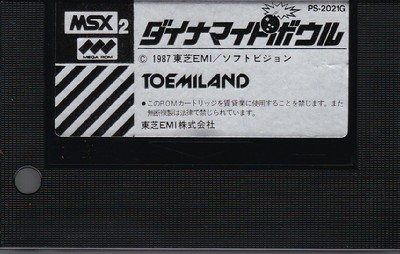 MSX 2
MEGA ROM
PS-2021G
ダイナマイトボウル
© 1987 東芝EMI/ソフトビジョン
TOEMILAND
●このROMカートリッジを賃貸業に使用することを禁じます。また
無断複製は法律で禁じられています。
東芝EMI株式会社